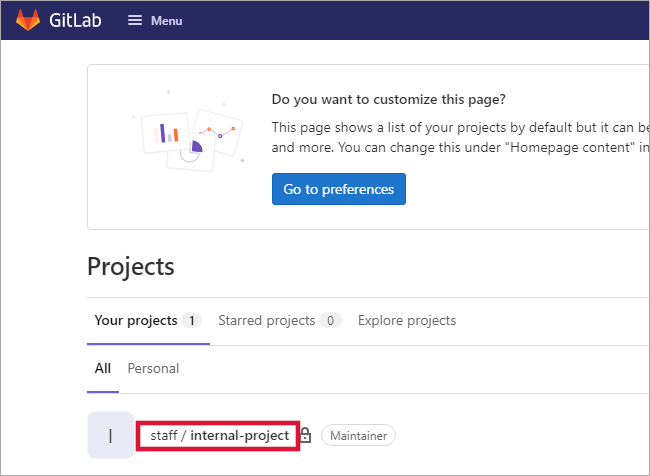 GitLab Menu
Do you want to customize this page?
This page shows a list of your projects by default but it can be
and more. You can change this under "Homepage content" in
Go to preferences
Projects
Your projects 1 Starred projects 0 Explore projects
All Personal
I staff / internal-project Maintainer